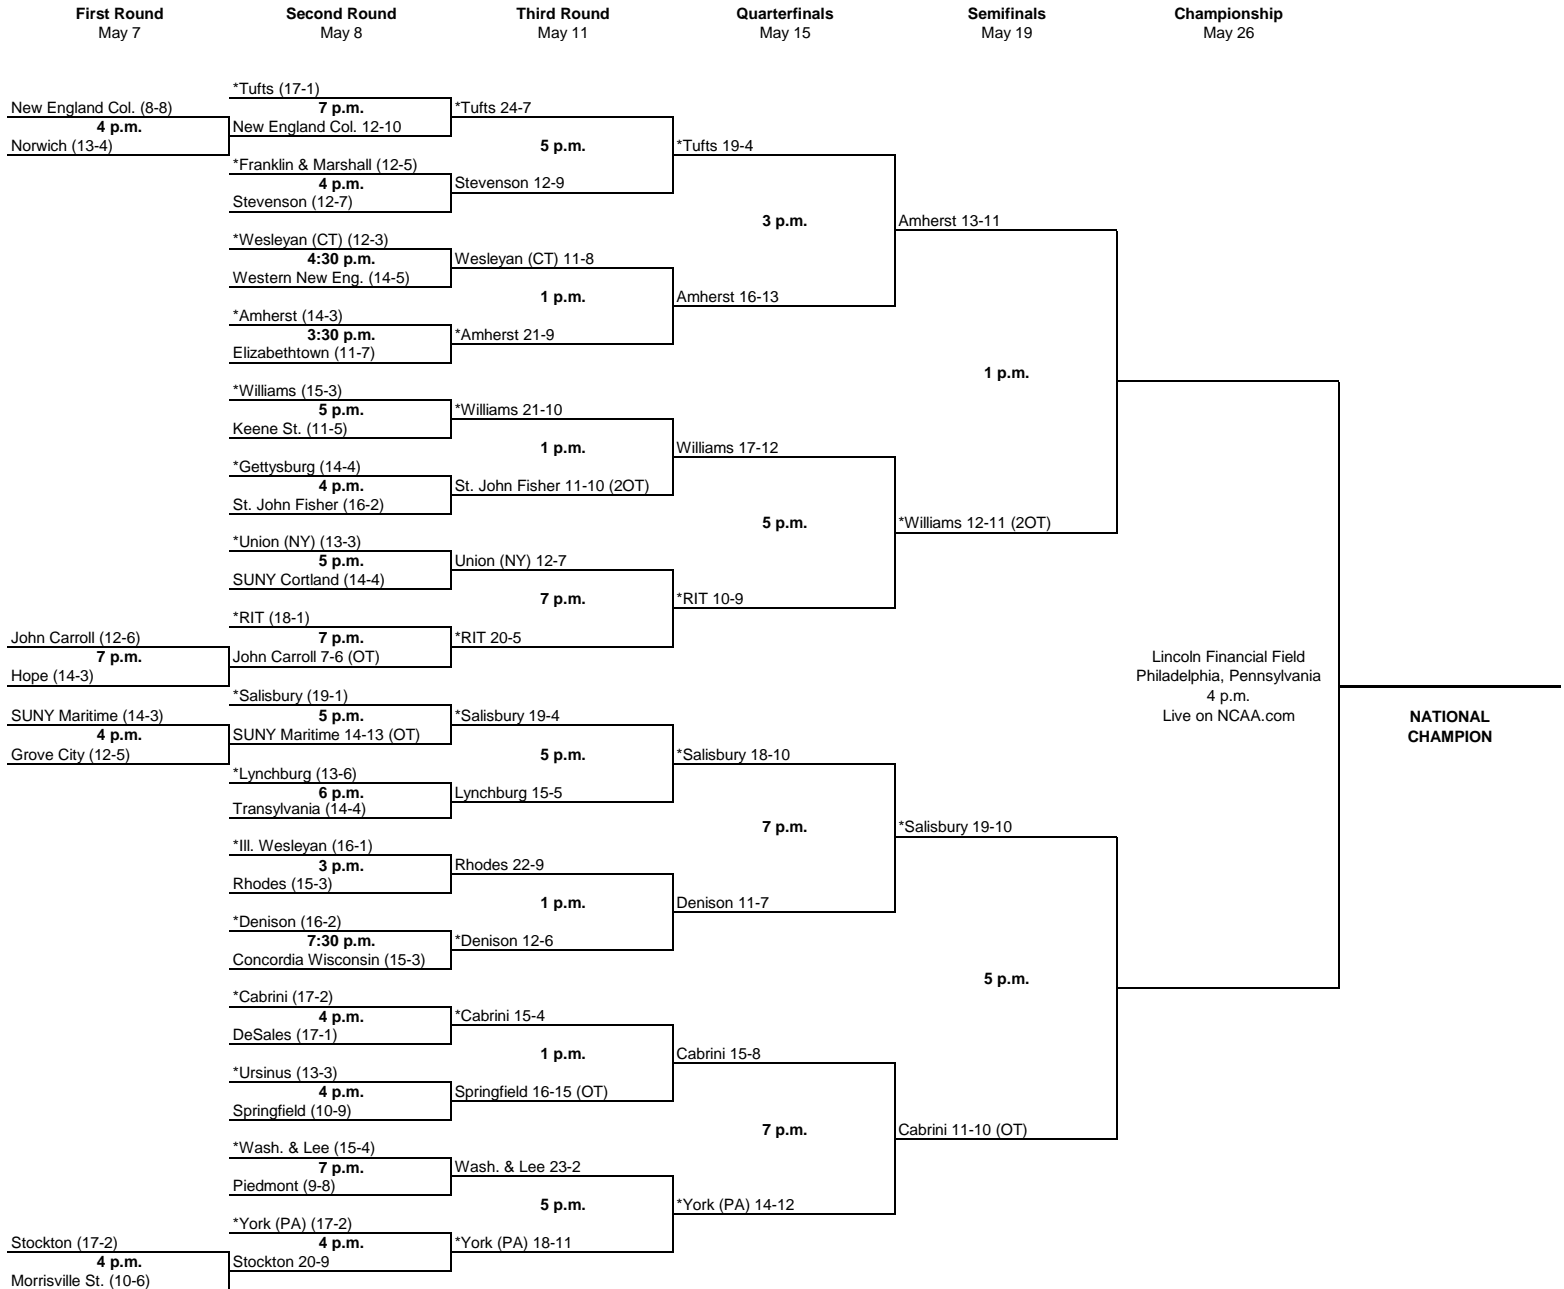 First Round
May 7
Second Round
May 8
Third Round
May 11
Quarterfinals
May 15
Semifinals
May 19
Championship
May 26
New England Col. (8-8)
4 p.m.
Norwich (13-4)
John Carroll (12-6)
7 p.m.
Hope (14-3)
SUNY Maritime (14-3)
4 p.m.
Grove City (12-5)
Stockton (17-2)
4 p.m.
Morrisville St. (10-6)
*Tufts (17-1)
7 p.m.
New England Col. 12-10
*Franklin & Marshall (12-5)
4 p.m.
Stevenson (12-7)
*Wesleyan (CT) (12-3)
4:30 p.m.
Western New Eng. (14-5)
*Amherst (14-3)
3:30 p.m.
Elizabethtown (11-7)
*Williams (15-3)
5 p.m.
Keene St. (11-5)
*Gettysburg (14-4)
4 p.m.
St. John Fisher (16-2)
*Union (NY) (13-3)
5 p.m.
SUNY Cortland (14-4)
*RIT (18-1)
7 p.m.
John Carroll 7-6 (OT)
*Salisbury (19-1)
5 p.m.
SUNY Maritime 14-13 (OT)
*Lynchburg (13-6)
6 p.m.
Transylvania (14-4)
*Ill. Wesleyan (16-1)
3 p.m.
Rhodes (15-3)
*Denison (16-2)
7:30 p.m.
Concordia Wisconsin (15-3)
*Cabrini (17-2)
4 p.m.
DeSales (17-1)
*Ursinus (13-3)
4 p.m.
Springfield (10-9)
*Wash. & Lee (15-4)
7 p.m.
Piedmont (9-8)
*York (PA) (17-2)
4 p.m.
Stockton 20-9
*Tufts 24-7
5 p.m.
Stevenson 12-9
Wesleyan (CT) 11-8
1 p.m.
*Amherst 21-9
*Williams 21-10
1 p.m.
St. John Fisher 11-10 (2OT)
Union (NY) 12-7
7 p.m.
*RIT 20-5
*Salisbury 19-4
5 p.m.
Lynchburg 15-5
Rhodes 22-9
1 p.m.
*Denison 12-6
*Cabrini 15-4
1 p.m.
Springfield 16-15 (OT)
Wash. & Lee 23-2
5 p.m.
*York (PA) 18-11
*Tufts 19-4
3 p.m.
Amherst 16-13
Williams 17-12
5 p.m.
*RIT 10-9
*Salisbury 18-10
7 p.m.
Denison 11-7
Cabrini 15-8
7 p.m.
*York (PA) 14-12
Amherst 13-11
1 p.m.
*Williams 12-11 (2OT)
*Salisbury 19-10
5 p.m.
Cabrini 11-10 (OT)
Lincoln Financial Field
Philadelphia, Pennsylvania
4 p.m.
Live on NCAA.com
NATIONAL
CHAMPION